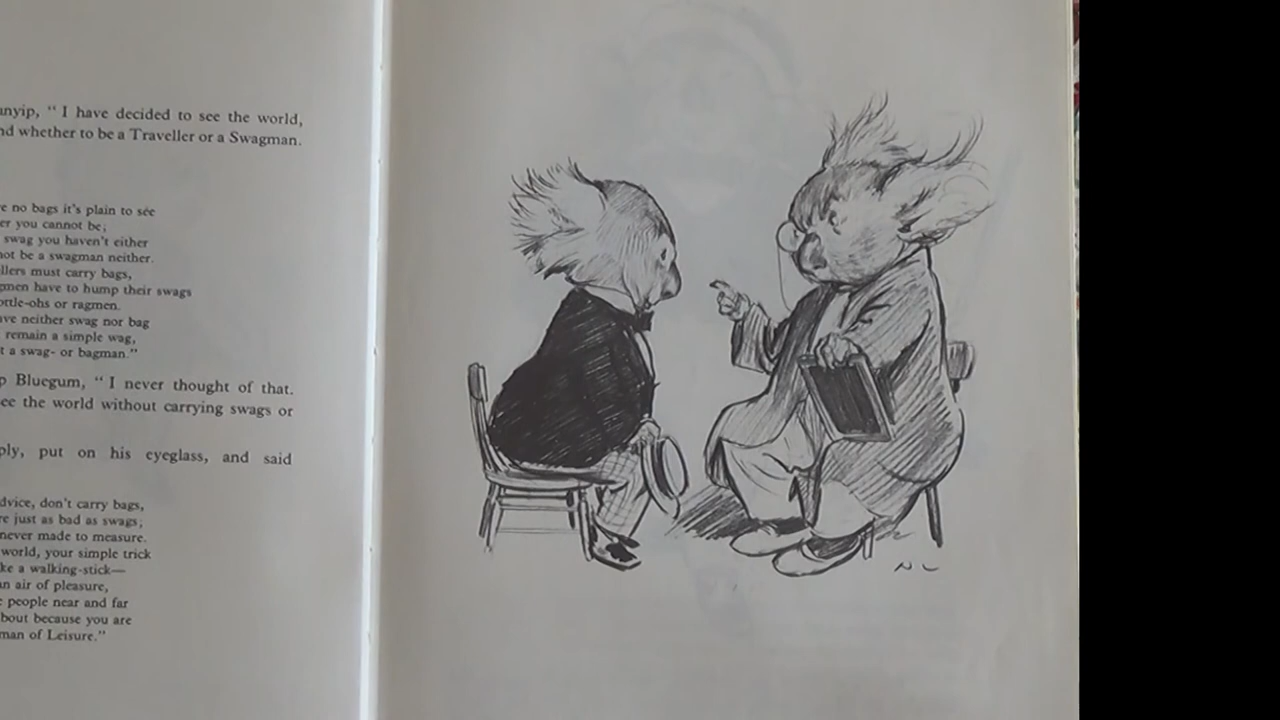 nyip, “ I have decided to see the world,
nd whether to be a Traveller or a Swagman.
e no bags it's plain to see
er you cannot be;
swag you haven't either
not be a swagman neither.
llers must carry bags,
gmen have to hump their swags
ottle-ohs or ragmen.
ave neither swag nor bag
remain a simple wag,
t a swag- or bagman.”
p Bluegum, “ I never thought of that.
ee the world without carrying swags or
ply, put on his eyeglass, and said
dvice, don't carry bags,
re just as bad as swags;
never made to measure.
world, your simple trick
ke a walking-stick—
an air of pleasure,
e people near and far
bout because you are
man of Leisure.”
N L